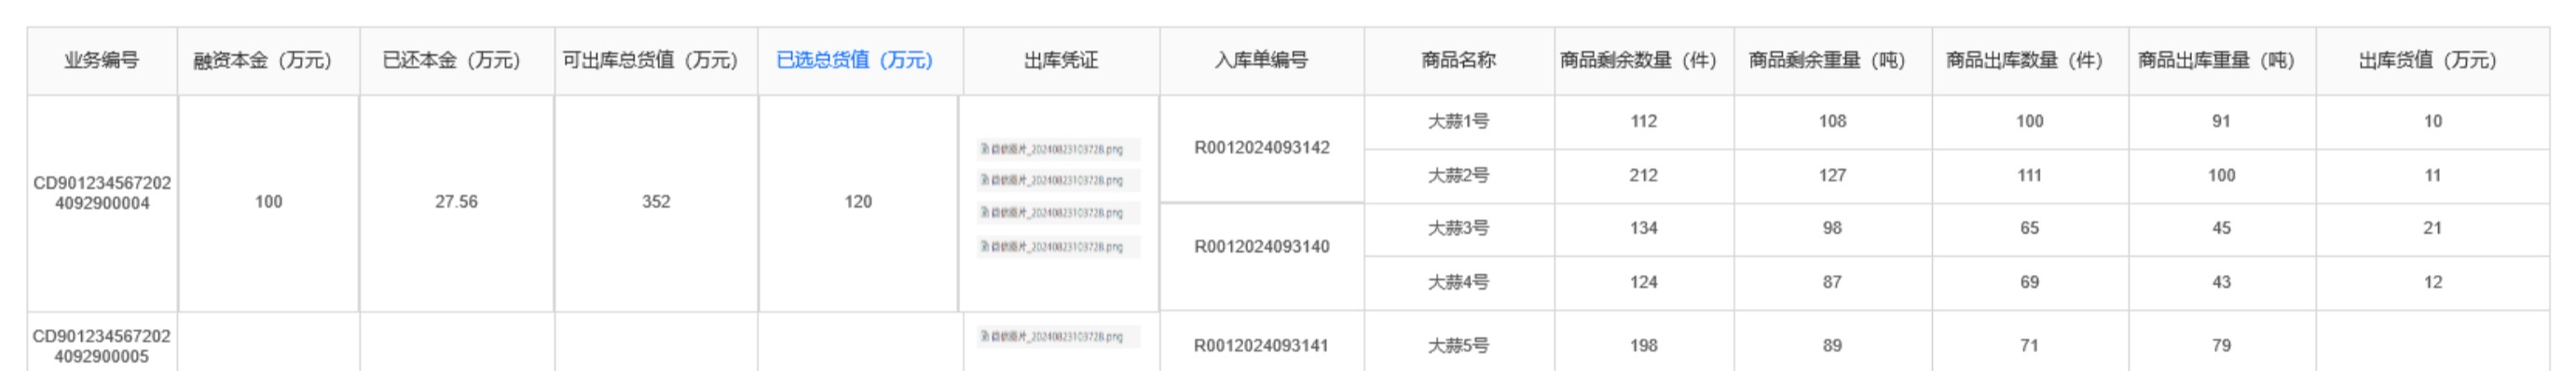 业务编号 融资本金（万元） 已还本金（万元） 可出库总货值（万元） 已选总货值（万元） 出库凭证 入库单编号 商品名称 商品剩余数量（件） 商品剩余重量（吨） 商品出库数量（件） 商品出库重量（吨） 出库货值（万元）
CD901234567202
4092900004
100
27.56
352
120
微信图片_20240823103728.png
微信图片_20240823103728.png
微信图片_20240823103728.png
微信图片_20240823103728.png
R0012024093142
大蒜1号 112 108 100 91 10
大蒜2号 212 127 111 100 11
R0012024093140
大蒜3号 134 98 65 45 21
大蒜4号 124 87 69 43 12
CD901234567202
4092900005
微信图片_20240823103728.png
R0012024093141
大蒜5号 198 89 71 79